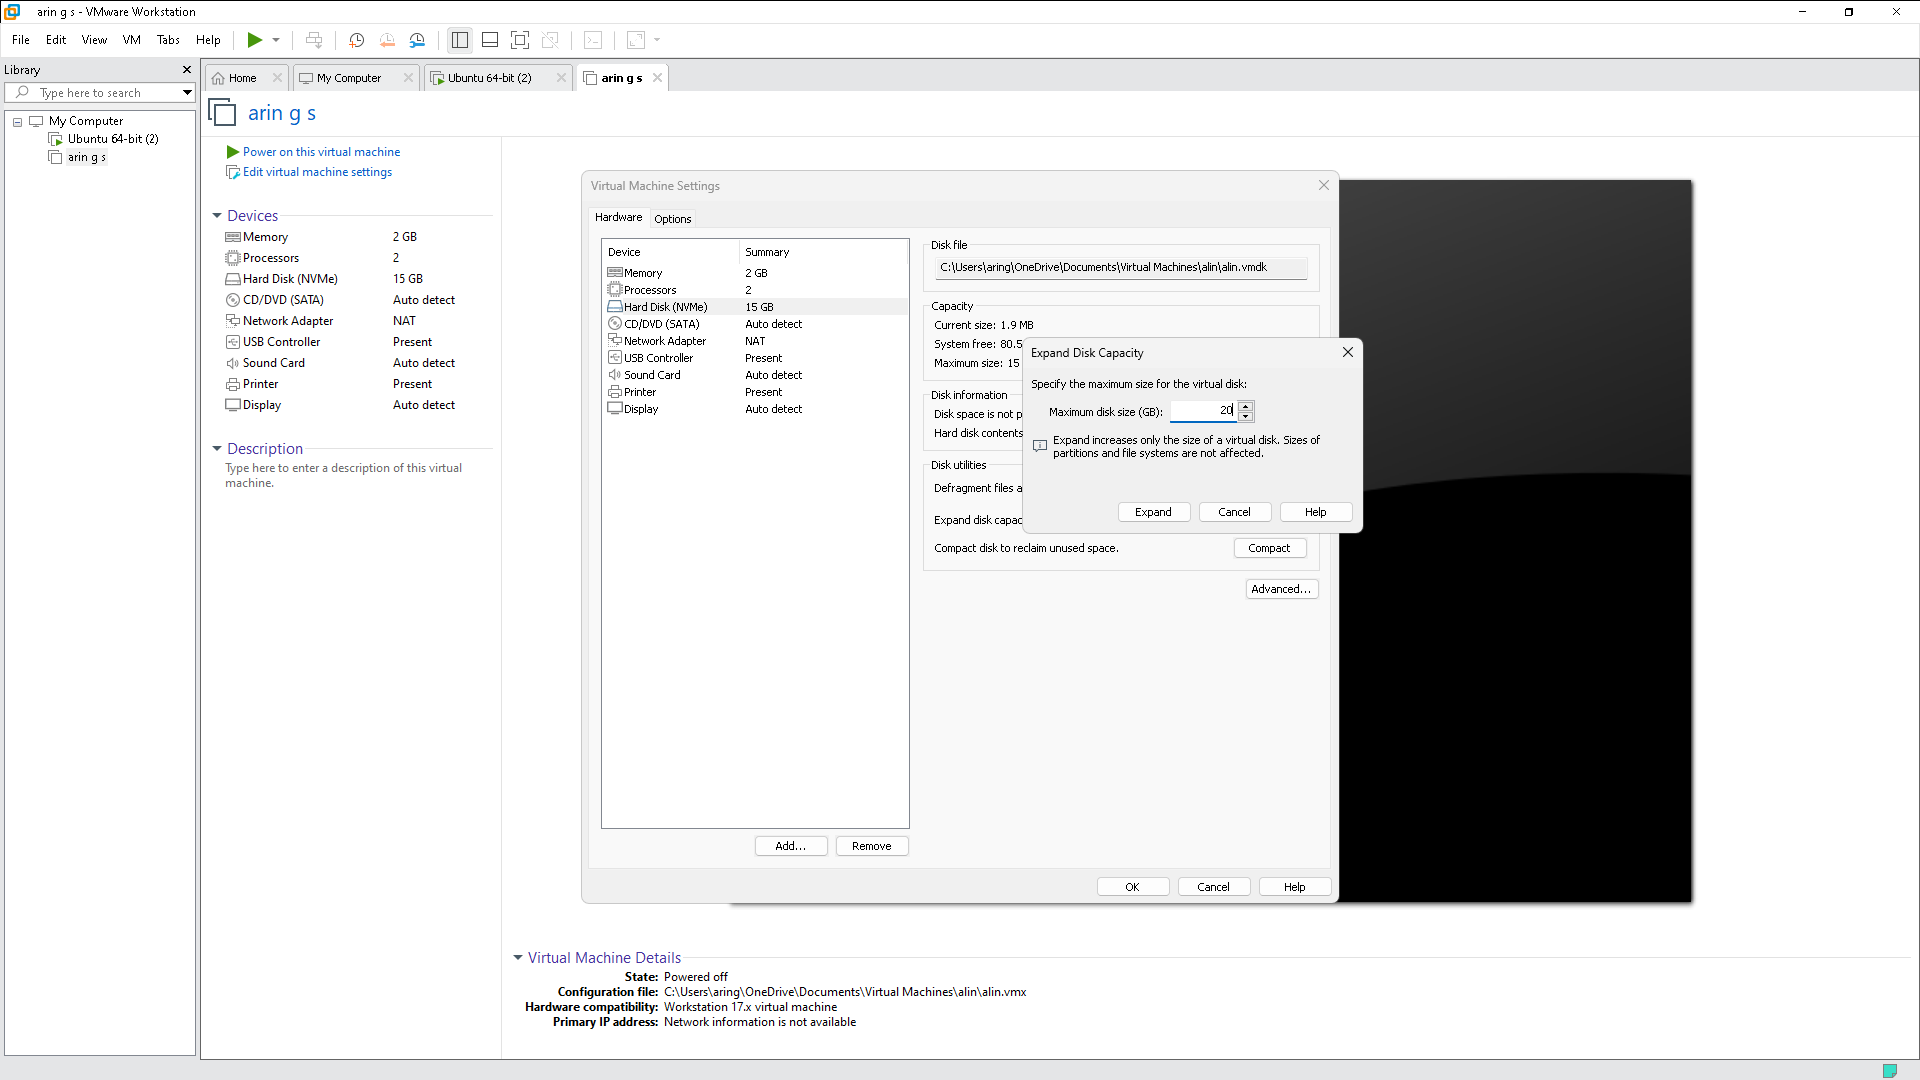 arin g s - VMware Workstation
File Edit View VM Tabs Help
Library
Type here to search
My Computer
Ubuntu 64-bit (2)
arin g s
Home
My Computer
Ubuntu 64-bit (2)
arin g s
arin g s
Power on this virtual machine
Edit virtual machine settings
Devices
Memory 2 GB
Processors 2
Hard Disk (NVMe) 15 GB
CD/DVD (SATA) Auto detect
Network Adapter NAT
USB Controller Present
Sound Card Auto detect
Printer Present
Display Auto detect
Description
Type here to enter a description of this virtual
machine.
Virtual Machine Settings
Hardware Options
Device Summary
Memory 2 GB
Processors 2
Hard Disk (NVMe) 15 GB
CD/DVD (SATA) Auto detect
Network Adapter NAT
USB Controller Present
Sound Card Auto detect
Printer Present
Display Auto detect
Add... Remove
Disk file
C:\Users\aring\OneDrive\Documents\Virtual Machines\alin\alin.vmdk
Capacity
Current size: 1.9 MB
System free: 80.5
Maximum size: 15
Disk information
Disk space is not p
Hard disk contents
Disk utilities
Defragment files a
Expand disk capac
Compact disk to reclaim unused space. Compact
Advanced...
Expand Disk Capacity
Specify the maximum size for the virtual disk:
Maximum disk size (GB): 20
Expand increases only the size of a virtual disk. Sizes of
partitions and file systems are not affected.
Expand Cancel Help
OK Cancel Help
Virtual Machine Details
State: Powered off
Configuration file: C:\Users\aring\OneDrive\Documents\Virtual Machines\alin\alin.vmx
Hardware compatibility: Workstation 17.x virtual machine
Primary IP address: Network information is not available